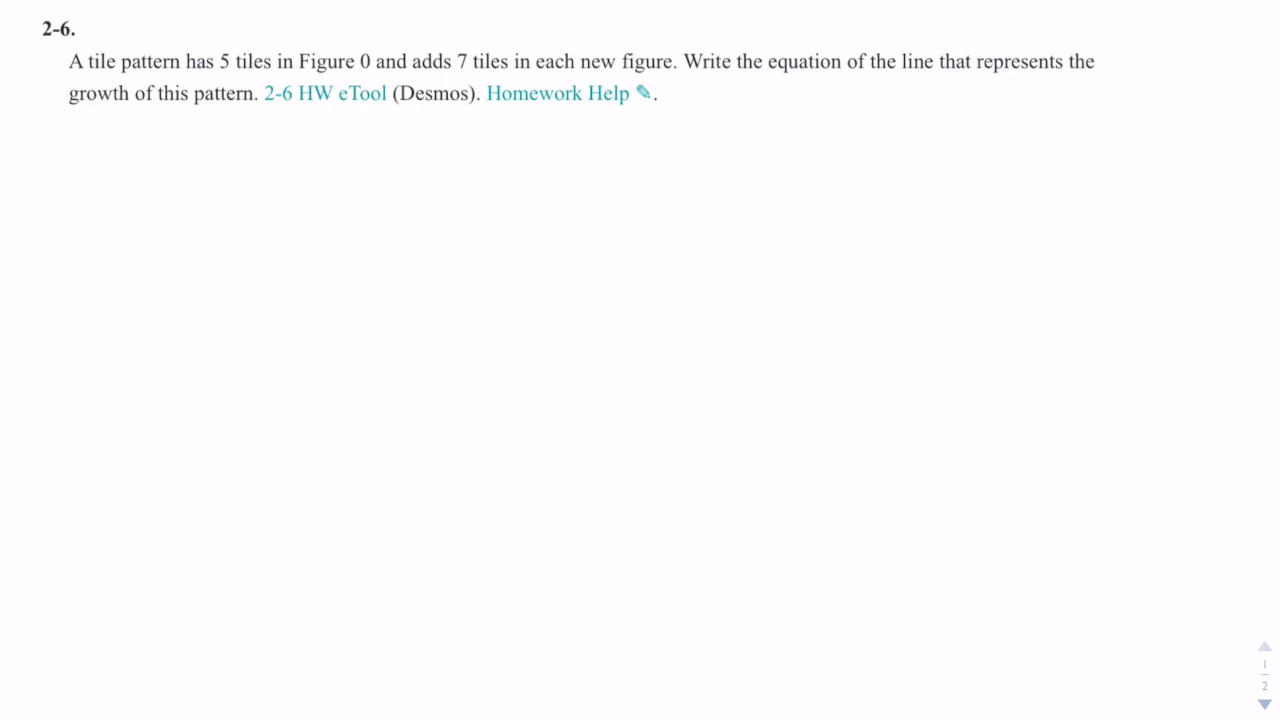 2-6.
A tile pattern has 5 tiles in Figure 0 and adds 7 tiles in each new figure. Write the equation of the line that represents the
growth of this pattern. 2-6 HW eTool (Desmos). Homework Help ✎.
1
2